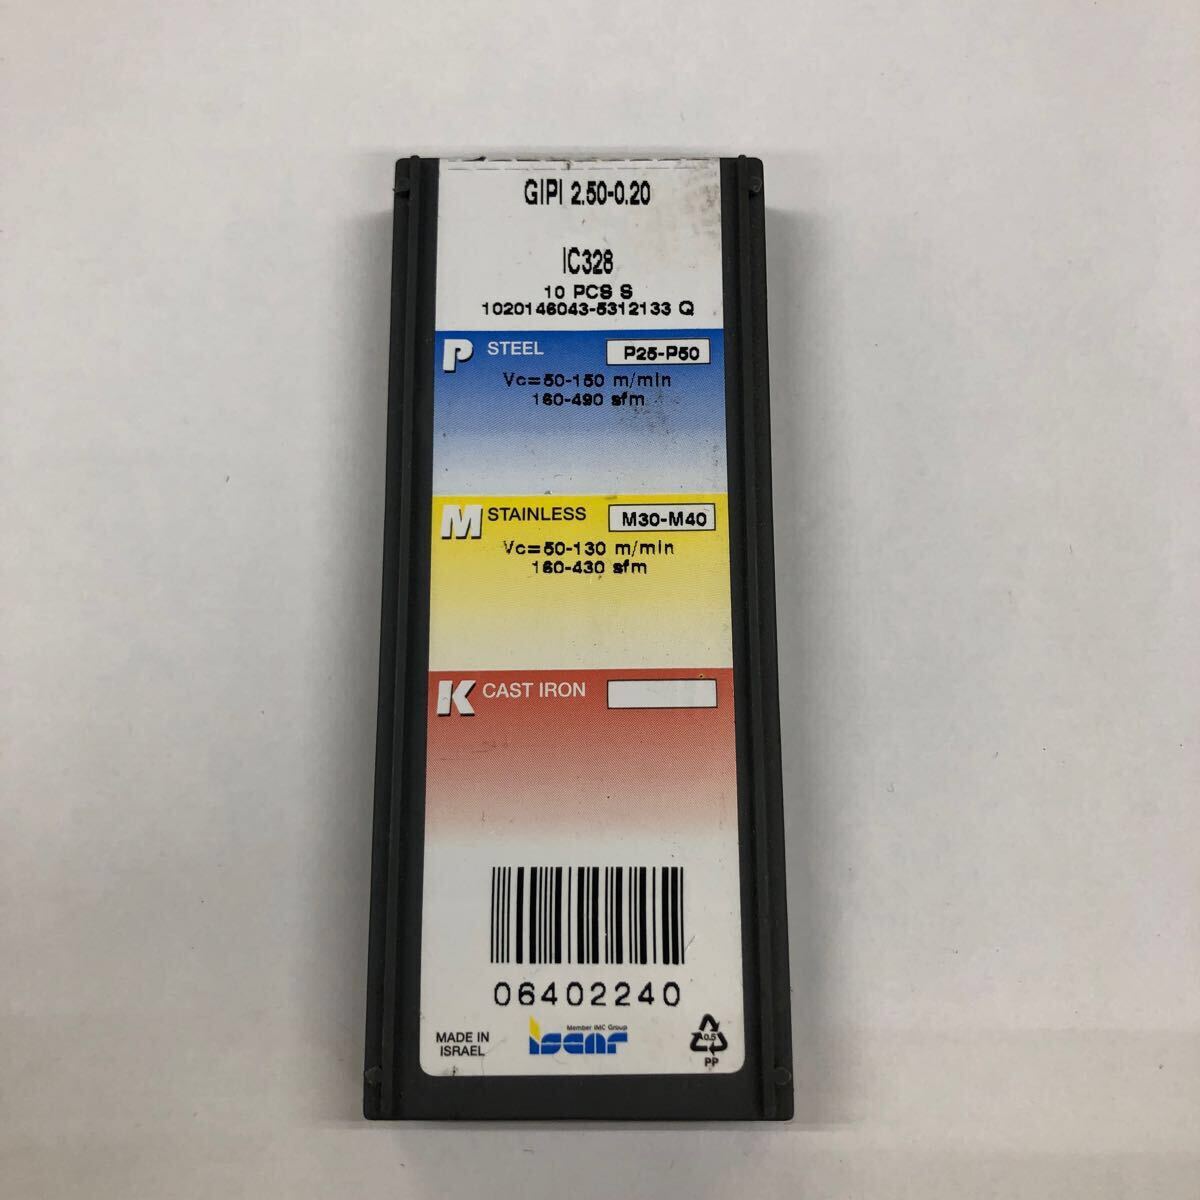 GIPI 2.50-0.20
IC328
10 PCS S
1020146043-5312133 Q
P STEEL P25-P50
Vc=50-150 m/min
160-490 sfm
M STAINLESS M30-M40
Vc=50-130 m/min
160-430 sfm
K CAST IRON
06402240
MADE IN
ISRAEL
Member IMC Group
iscar
0.5
PP